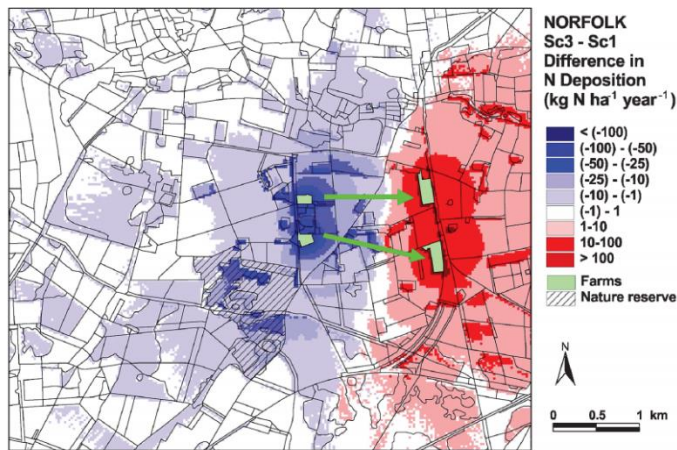 NORFOLK
Sc3 - Sc1
Difference in
N Deposition
(kg N ha⁻¹ year⁻¹)
< (-100)
(-100) - (-50)
(-50) - (-25)
(-25) - (-10)
(-10) - (-1)
(-1) - 1
1-10
10-100
> 100
Farms
Nature reserve
N
0 0.5 1 km